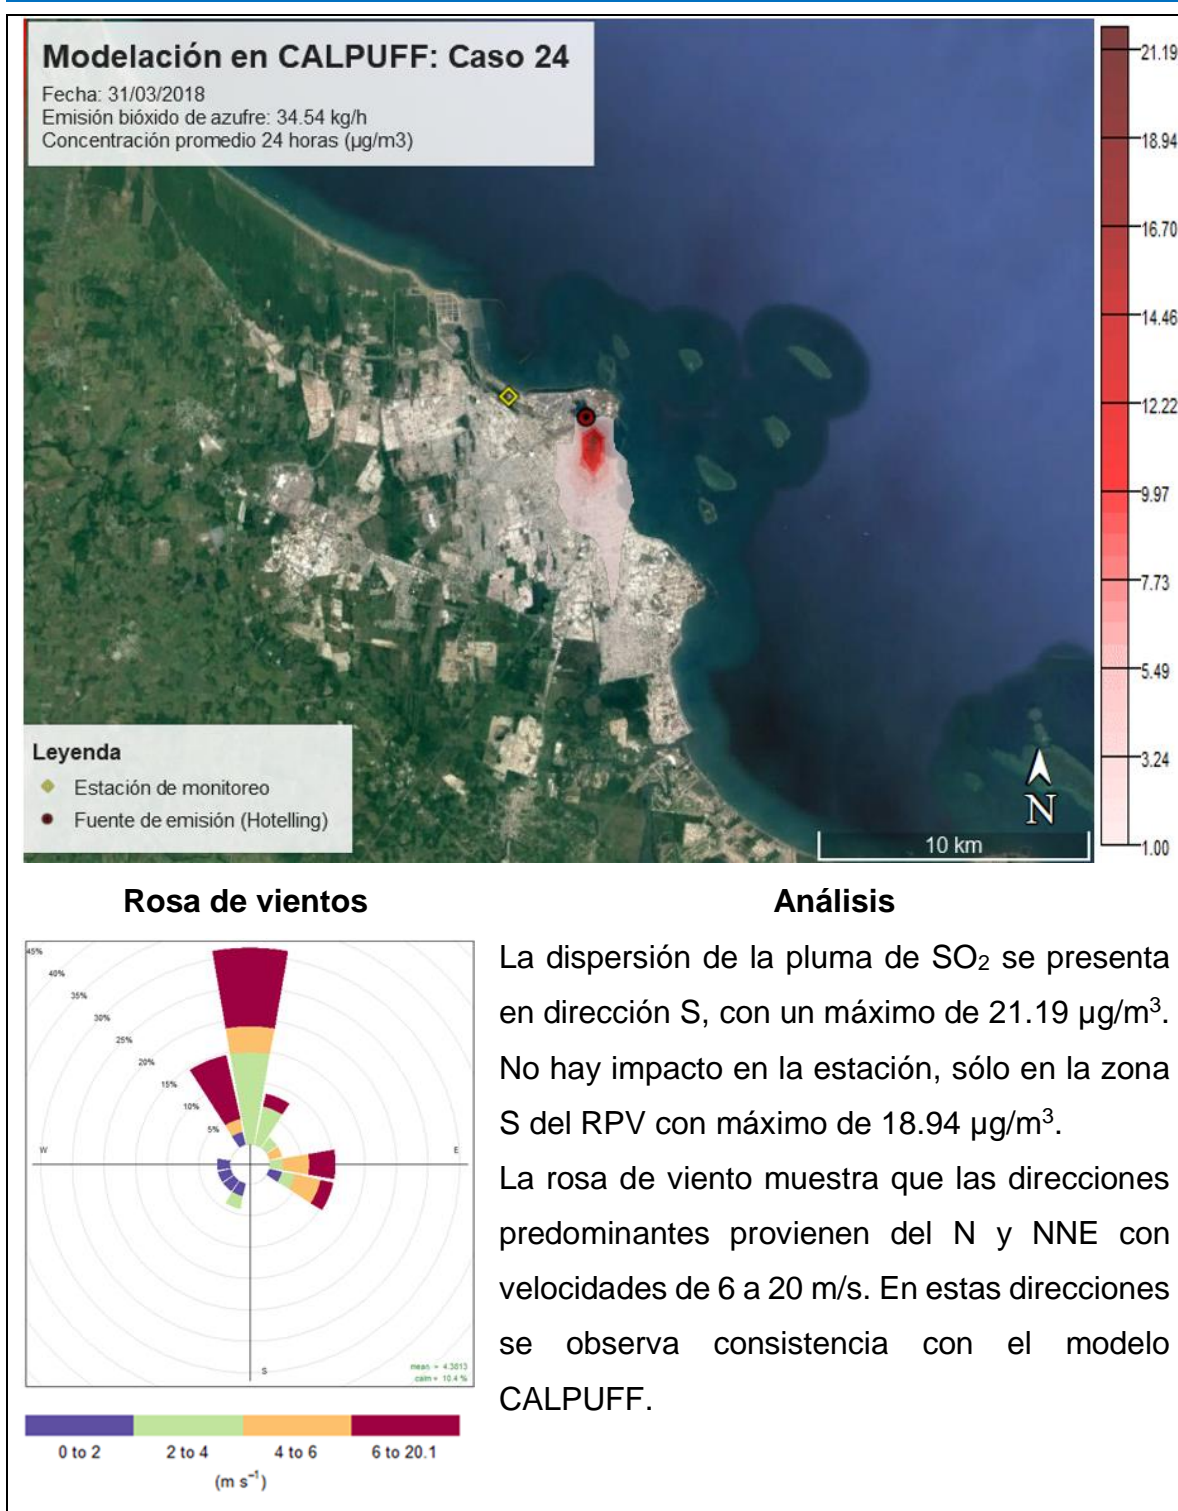 Modelación en CALPUFF: Caso 24
Fecha: 31/03/2018
Emisión bióxido de azufre: 34.54 kg/h
Concentración promedio 24 horas (µg/m3)
21.19
18.94
16.70
14.46
12.22
9.97
7.73
5.49
3.24
1.00
Leyenda
Estación de monitoreo
Fuente de emisión (Hotelling)
N
10 km
Rosa de vientos
45%
40%
35%
30%
25%
20%
15%
10%
5%
W
E
S
mean = 4.3813
calm = 10.4 %
0 to 2
2 to 4
4 to 6
6 to 20.1
(m s⁻¹)
Análisis
La dispersión de la pluma de SO₂ se presenta
en dirección S, con un máximo de 21.19 µg/m³.
No hay impacto en la estación, sólo en la zona
S del RPV con máximo de 18.94 µg/m³.
La rosa de viento muestra que las direcciones
predominantes provienen del N y NNE con
velocidades de 6 a 20 m/s. En estas direcciones
se observa consistencia con el modelo
CALPUFF.